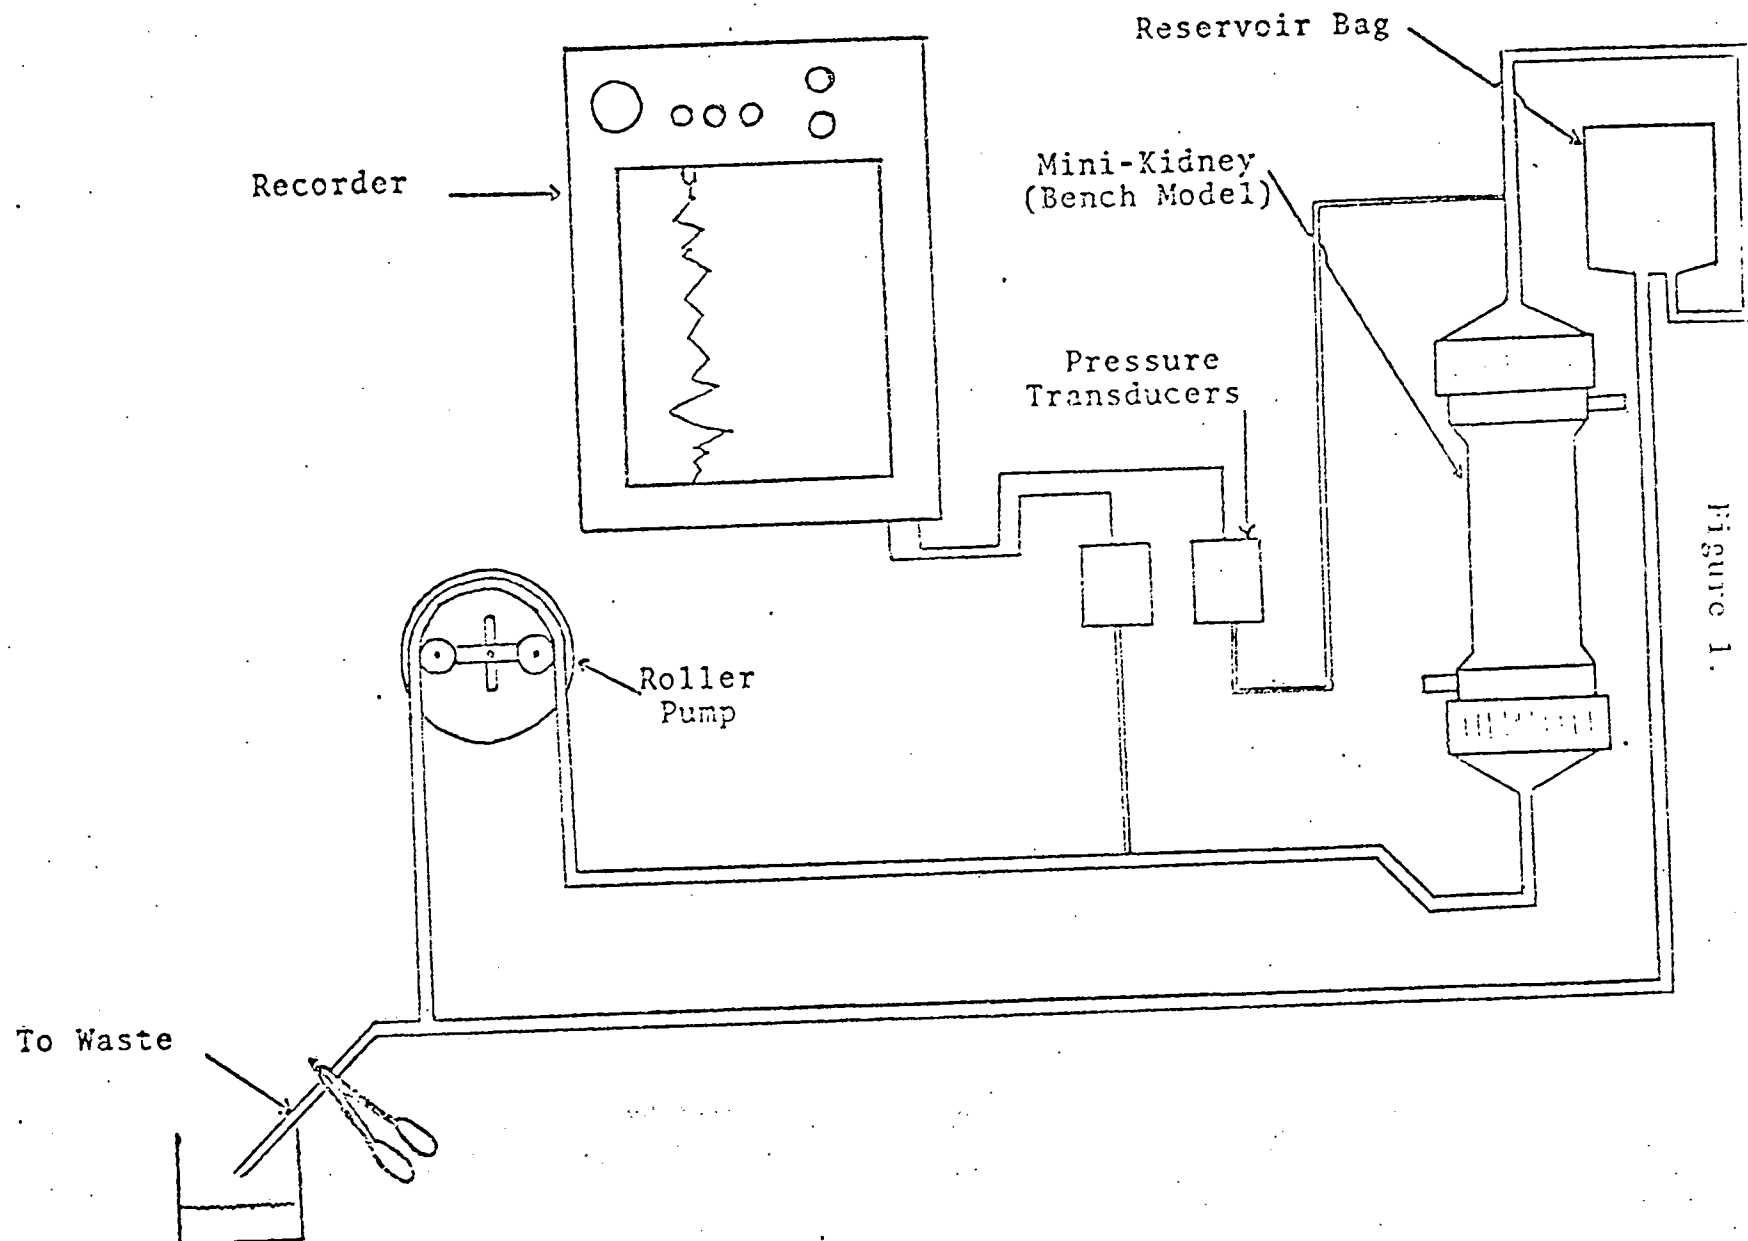 Reservoir Bag
Recorder
Mini-Kidney
(Bench Model)
Pressure
Transducers
Figure 1.
Roller
Pump
To Waste